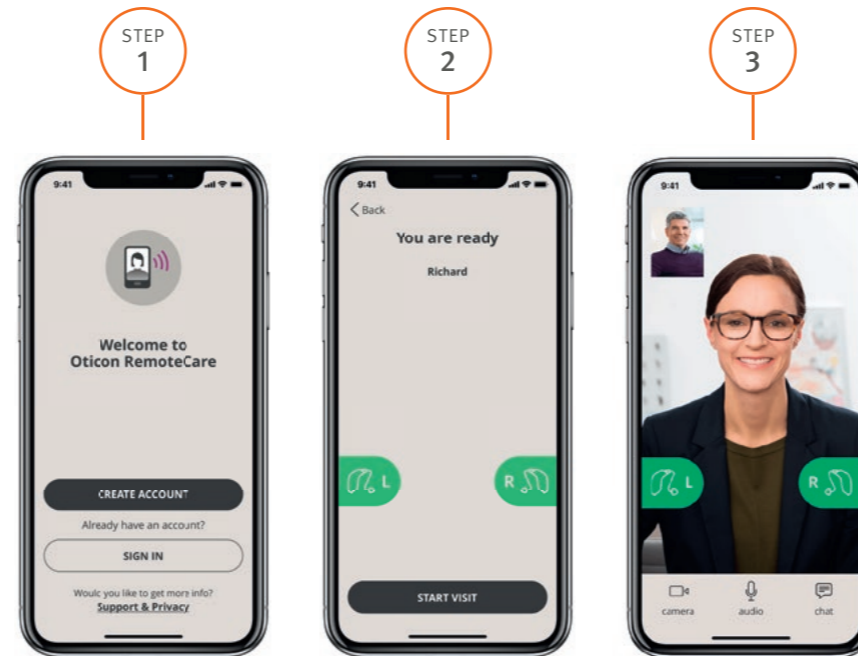 STEP
1
STEP
2
STEP
3
9:41
Welcome to
Oticon RemoteCare
CREATE ACCOUNT
Already have an account?
SIGN IN
Would you like to get more info?
Support & Privacy
9:41
Back
You are ready
Richard
L
R
START VISIT
9:41
L
R
camera
audio
chat